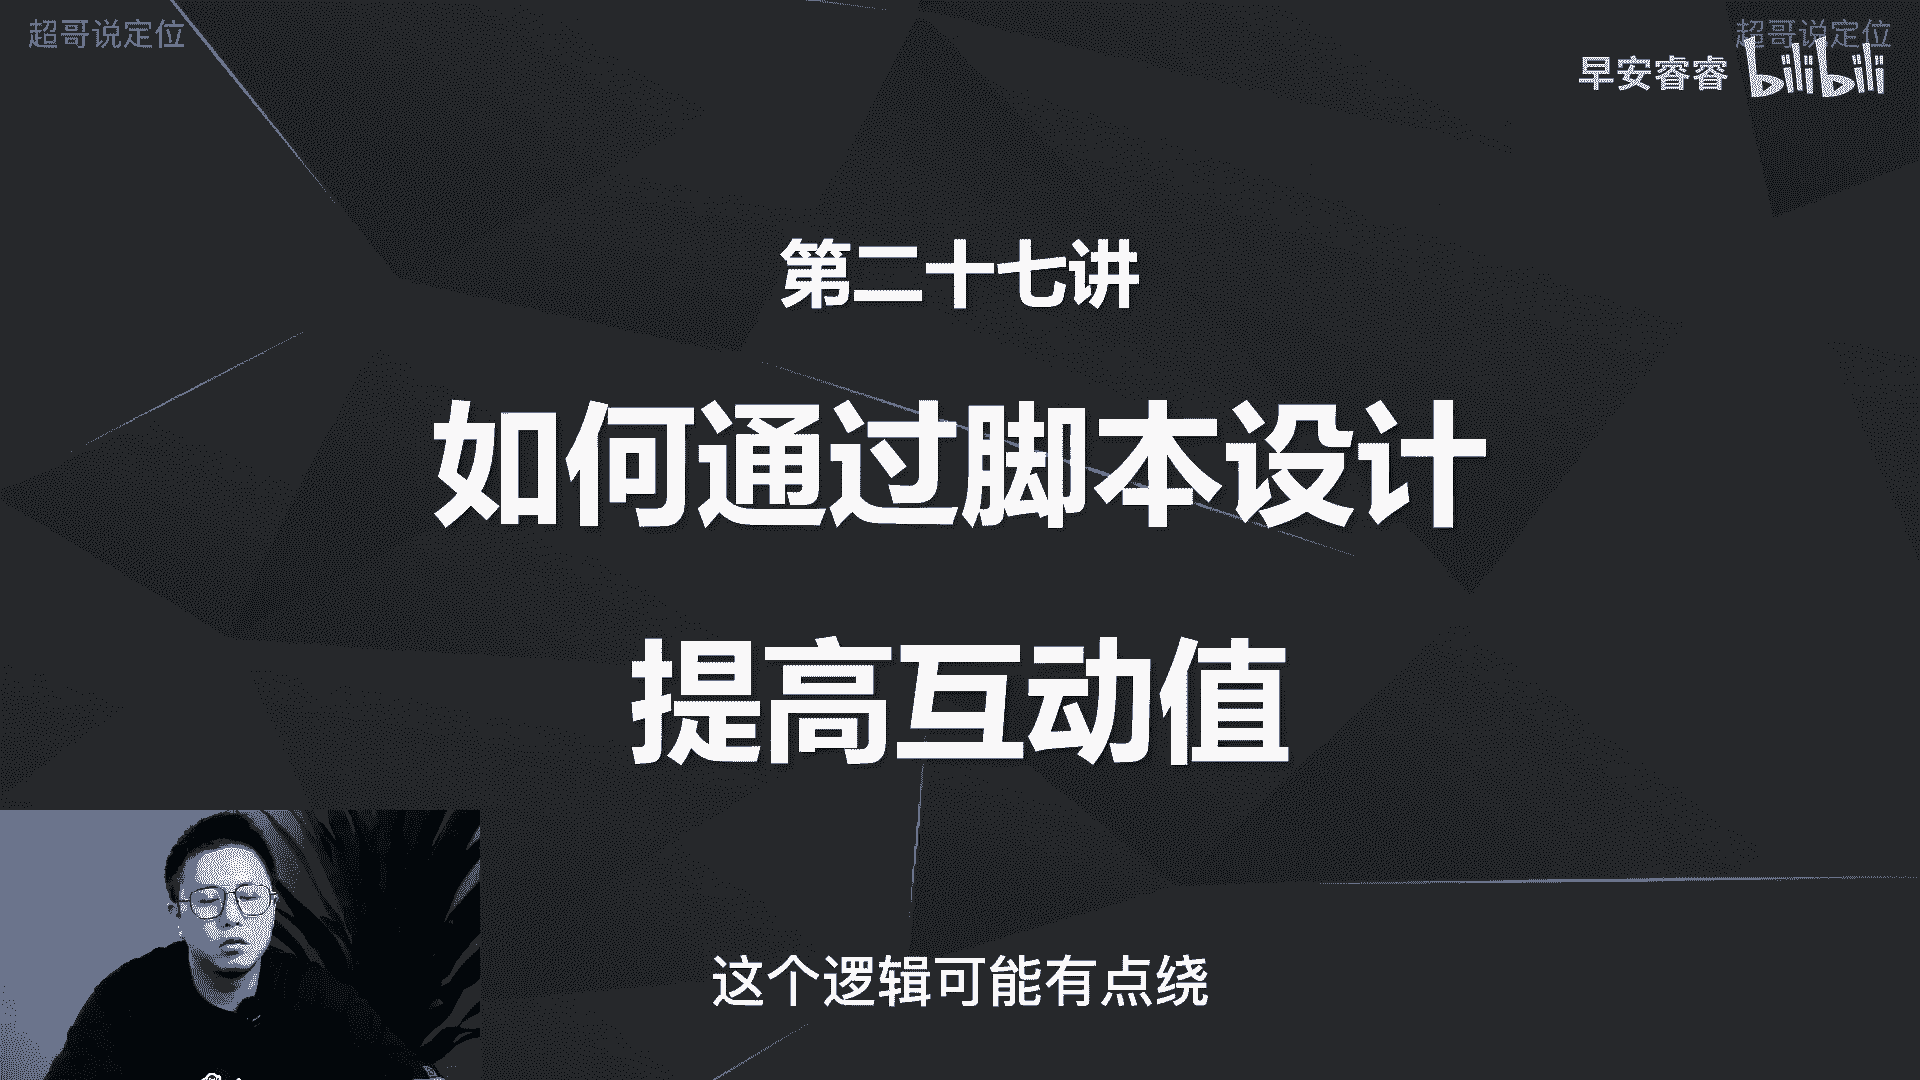 超哥说定位
超哥说定位
早安睿睿 bilibili
第二十七讲
如何通过脚本设计
提高互动值
这个逻辑可能有点绕